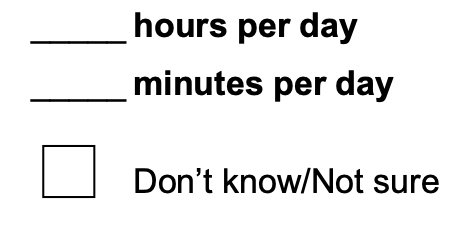 _____ hours per day
_____ minutes per day
Don’t know/Not sure